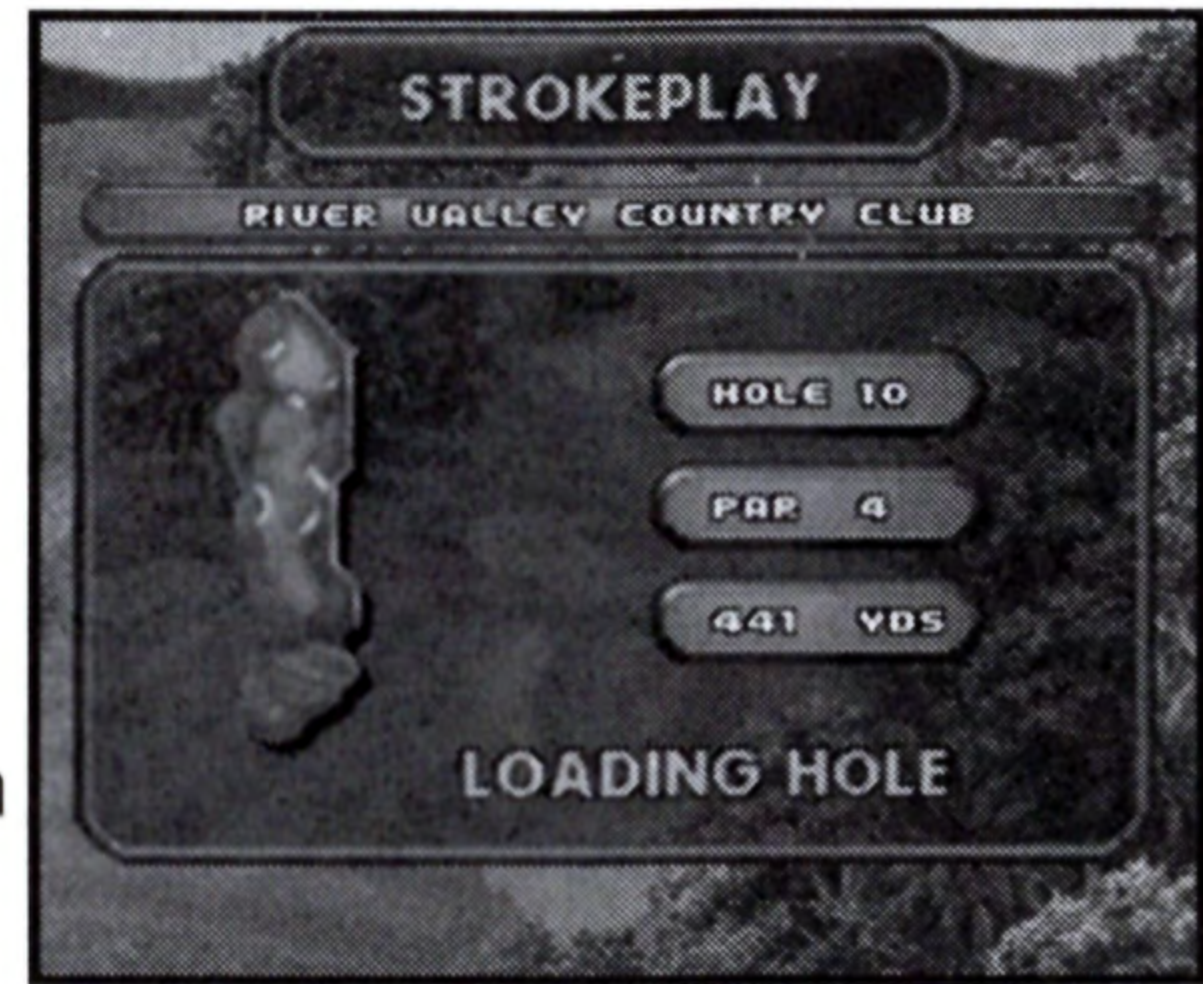 STROKEPLAY
RIVER VALLEY COUNTRY CLUB
HOLE 10
PAR 4
441 YDS
LOADING HOLE